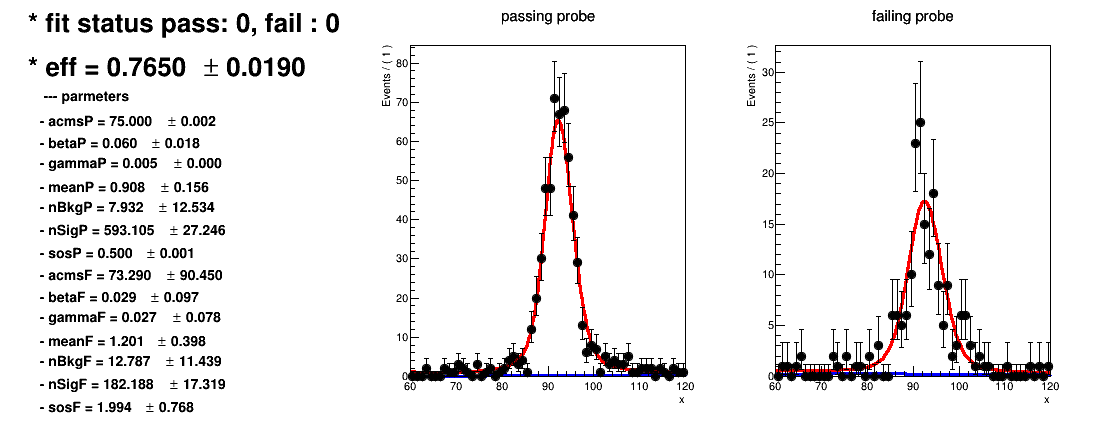 * fit status pass: 0, fail : 0
* eff = 0.7650 ± 0.0190
--- parmeters
- acmsP = 75.000 ± 0.002
- betaP = 0.060 ± 0.018
- gammaP = 0.005 ± 0.000
- meanP = 0.908 ± 0.156
- nBkgP = 7.932 ± 12.534
- nSigP = 593.105 ± 27.246
- sosP = 0.500 ± 0.001
- acmsF = 73.290 ± 90.450
- betaF = 0.029 ± 0.097
- gammaF = 0.027 ± 0.078
- meanF = 1.201 ± 0.398
- nBkgF = 12.787 ± 11.439
- nSigF = 182.188 ± 17.319
- sosF = 1.994 ± 0.768
passing probe
Events / ( 1 )
80
70
60
50
40
30
20
10
0
60 70 80 90 100 110 120
x
failing probe
Events / ( 1 )
30
25
20
15
10
5
0
60 70 80 90 100 110 120
x